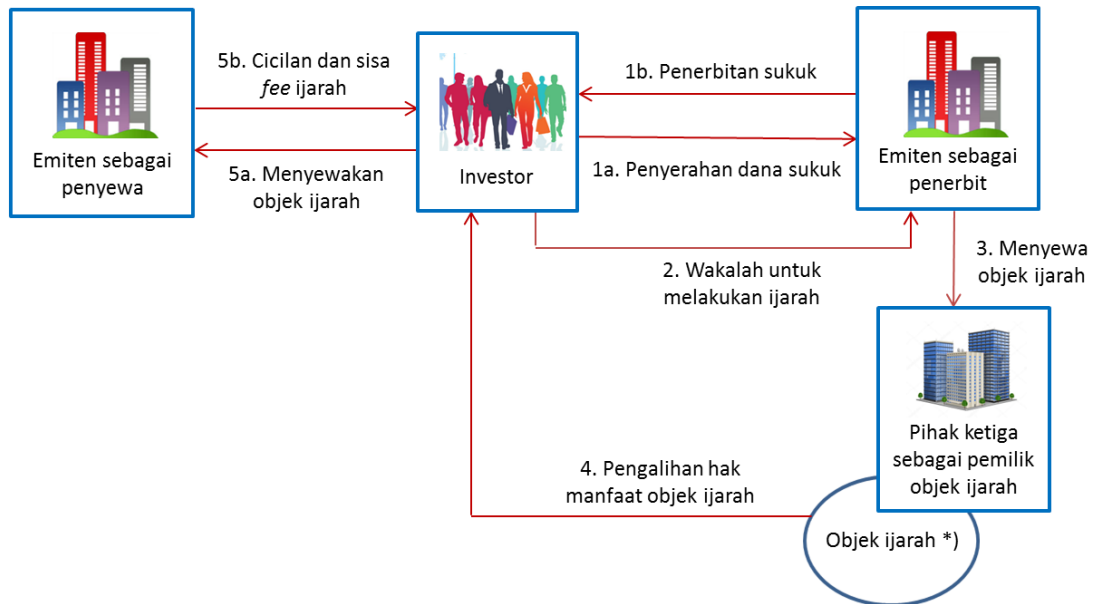 5b. Cicilan dan sisa
fee ijarah
1b. Penerbitan sukuk
Emiten sebagai
penyewa
5a. Menyewakan
objek ijarah
Investor
1a. Penyerahan dana sukuk
Emiten sebagai
penerbit
2. Wakalah untuk
melakukan ijarah
3. Menyewa
objek ijarah
Pihak ketiga
sebagai pemilik
objek ijarah
4. Pengalihan hak
manfaat objek ijarah
Objek ijarah *)